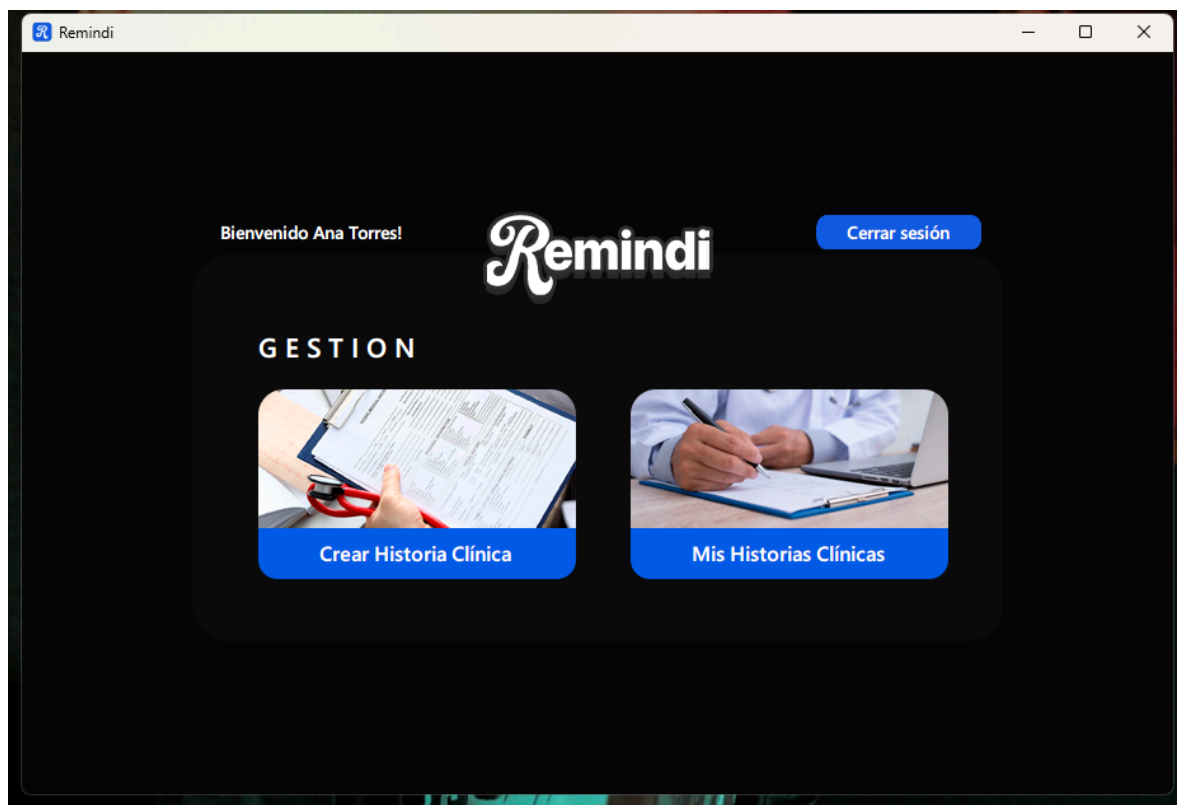 Remindi
Bienvenido Ana Torres!
Remindi
Cerrar sesión
GESTION
Crear Historia Clínica
Mis Historias Clínicas